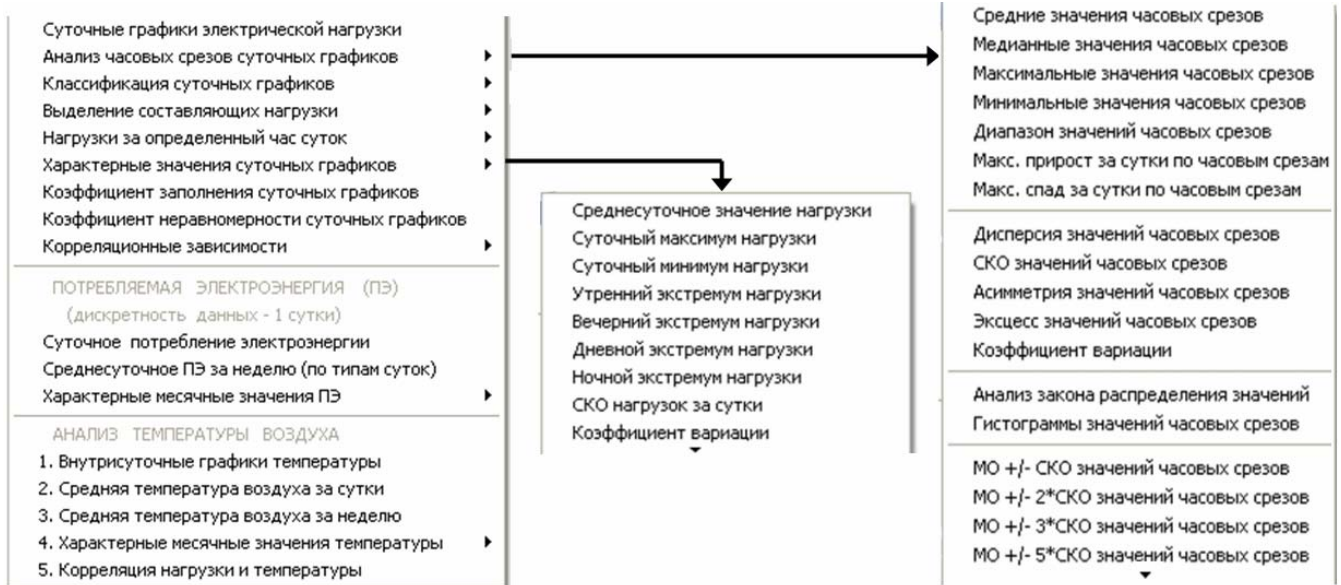 Суточные графики электрической нагрузки
Анализ часовых срезов суточных графиков
Классификация суточных графиков
Выделение составляющих нагрузки
Нагрузки за определенный час суток
Характерные значения суточных графиков
Коэффициент заполнения суточных графиков
Коэффициент неравномерности суточных графиков
Корреляционные зависимости
ПОТРЕБЛЯЕМАЯ ЭЛЕКТРОЭНЕРГИЯ (ПЭ)
(дискретность данных - 1 сутки)
Суточное потребление электроэнергии
Среднесуточное ПЭ за неделю (по типам суток)
Характерные месячные значения ПЭ
АНАЛИЗ ТЕМПЕРАТУРЫ ВОЗДУХА
1. Внутрисуточные графики температуры
2. Средняя температура воздуха за сутки
3. Средняя температура воздуха за неделю
4. Характерные месячные значения температуры
5. Корреляция нагрузки и температуры
Среднесуточное значение нагрузки
Суточный максимум нагрузки
Суточный минимум нагрузки
Утренний экстремум нагрузки
Вечерний экстремум нагрузки
Дневной экстремум нагрузки
Ночной экстремум нагрузки
СКО нагрузок за сутки
Коэффициент вариации
Средние значения часовых срезов
Медианные значения часовых срезов
Максимальные значения часовых срезов
Минимальные значения часовых срезов
Диапазон значений часовых срезов
Макс. прирост за сутки по часовым срезам
Макс. спад за сутки по часовым срезам
Дисперсия значений часовых срезов
СКО значений часовых срезов
Асимметрия значений часовых срезов
Эксцесс значений часовых срезов
Коэффициент вариации
Анализ закона распределения значений
Гистограммы значений часовых срезов
МО +/- СКО значений часовых срезов
МО +/- 2*СКО значений часовых срезов
МО +/- 3*СКО значений часовых срезов
МО +/- 5*СКО значений часовых срезов